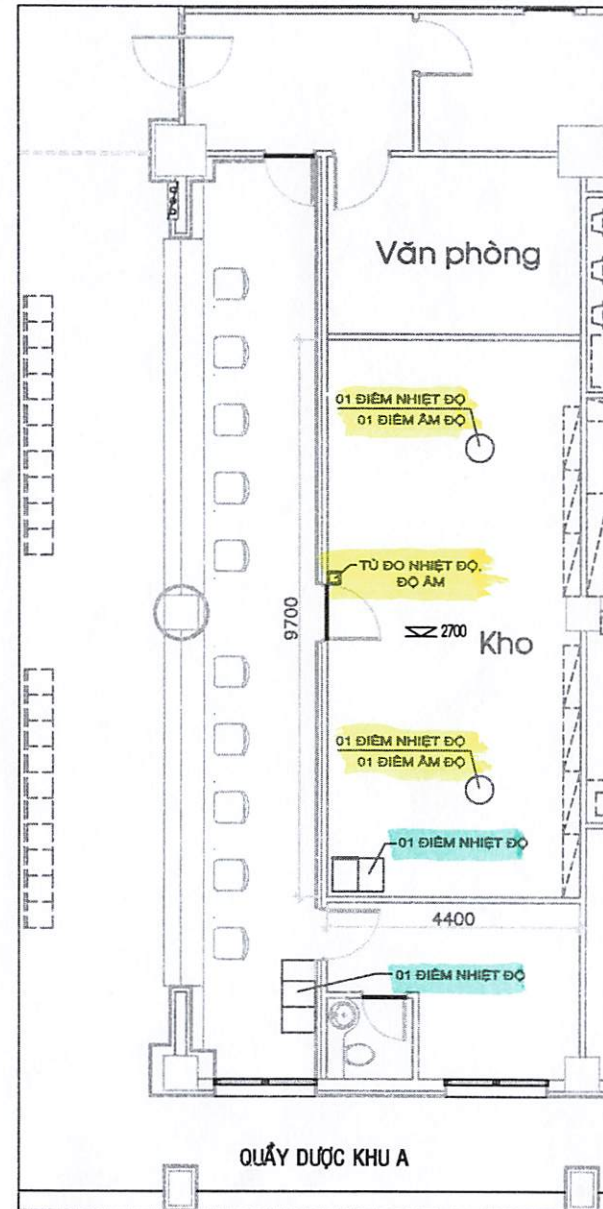 Văn phòng
01 ĐIỂM NHIỆT ĐỘ
01 ĐIỂM ẨM ĐỘ
TỦ ĐO NHIỆT ĐỘ,
ĐỘ ẨM
9700
2700
Kho
01 ĐIỂM NHIỆT ĐỘ
01 ĐIỂM ẨM ĐỘ
01 ĐIỂM NHIỆT ĐỘ
4400
01 ĐIỂM NHIỆT ĐỘ
QUẦY DƯỢC KHU A